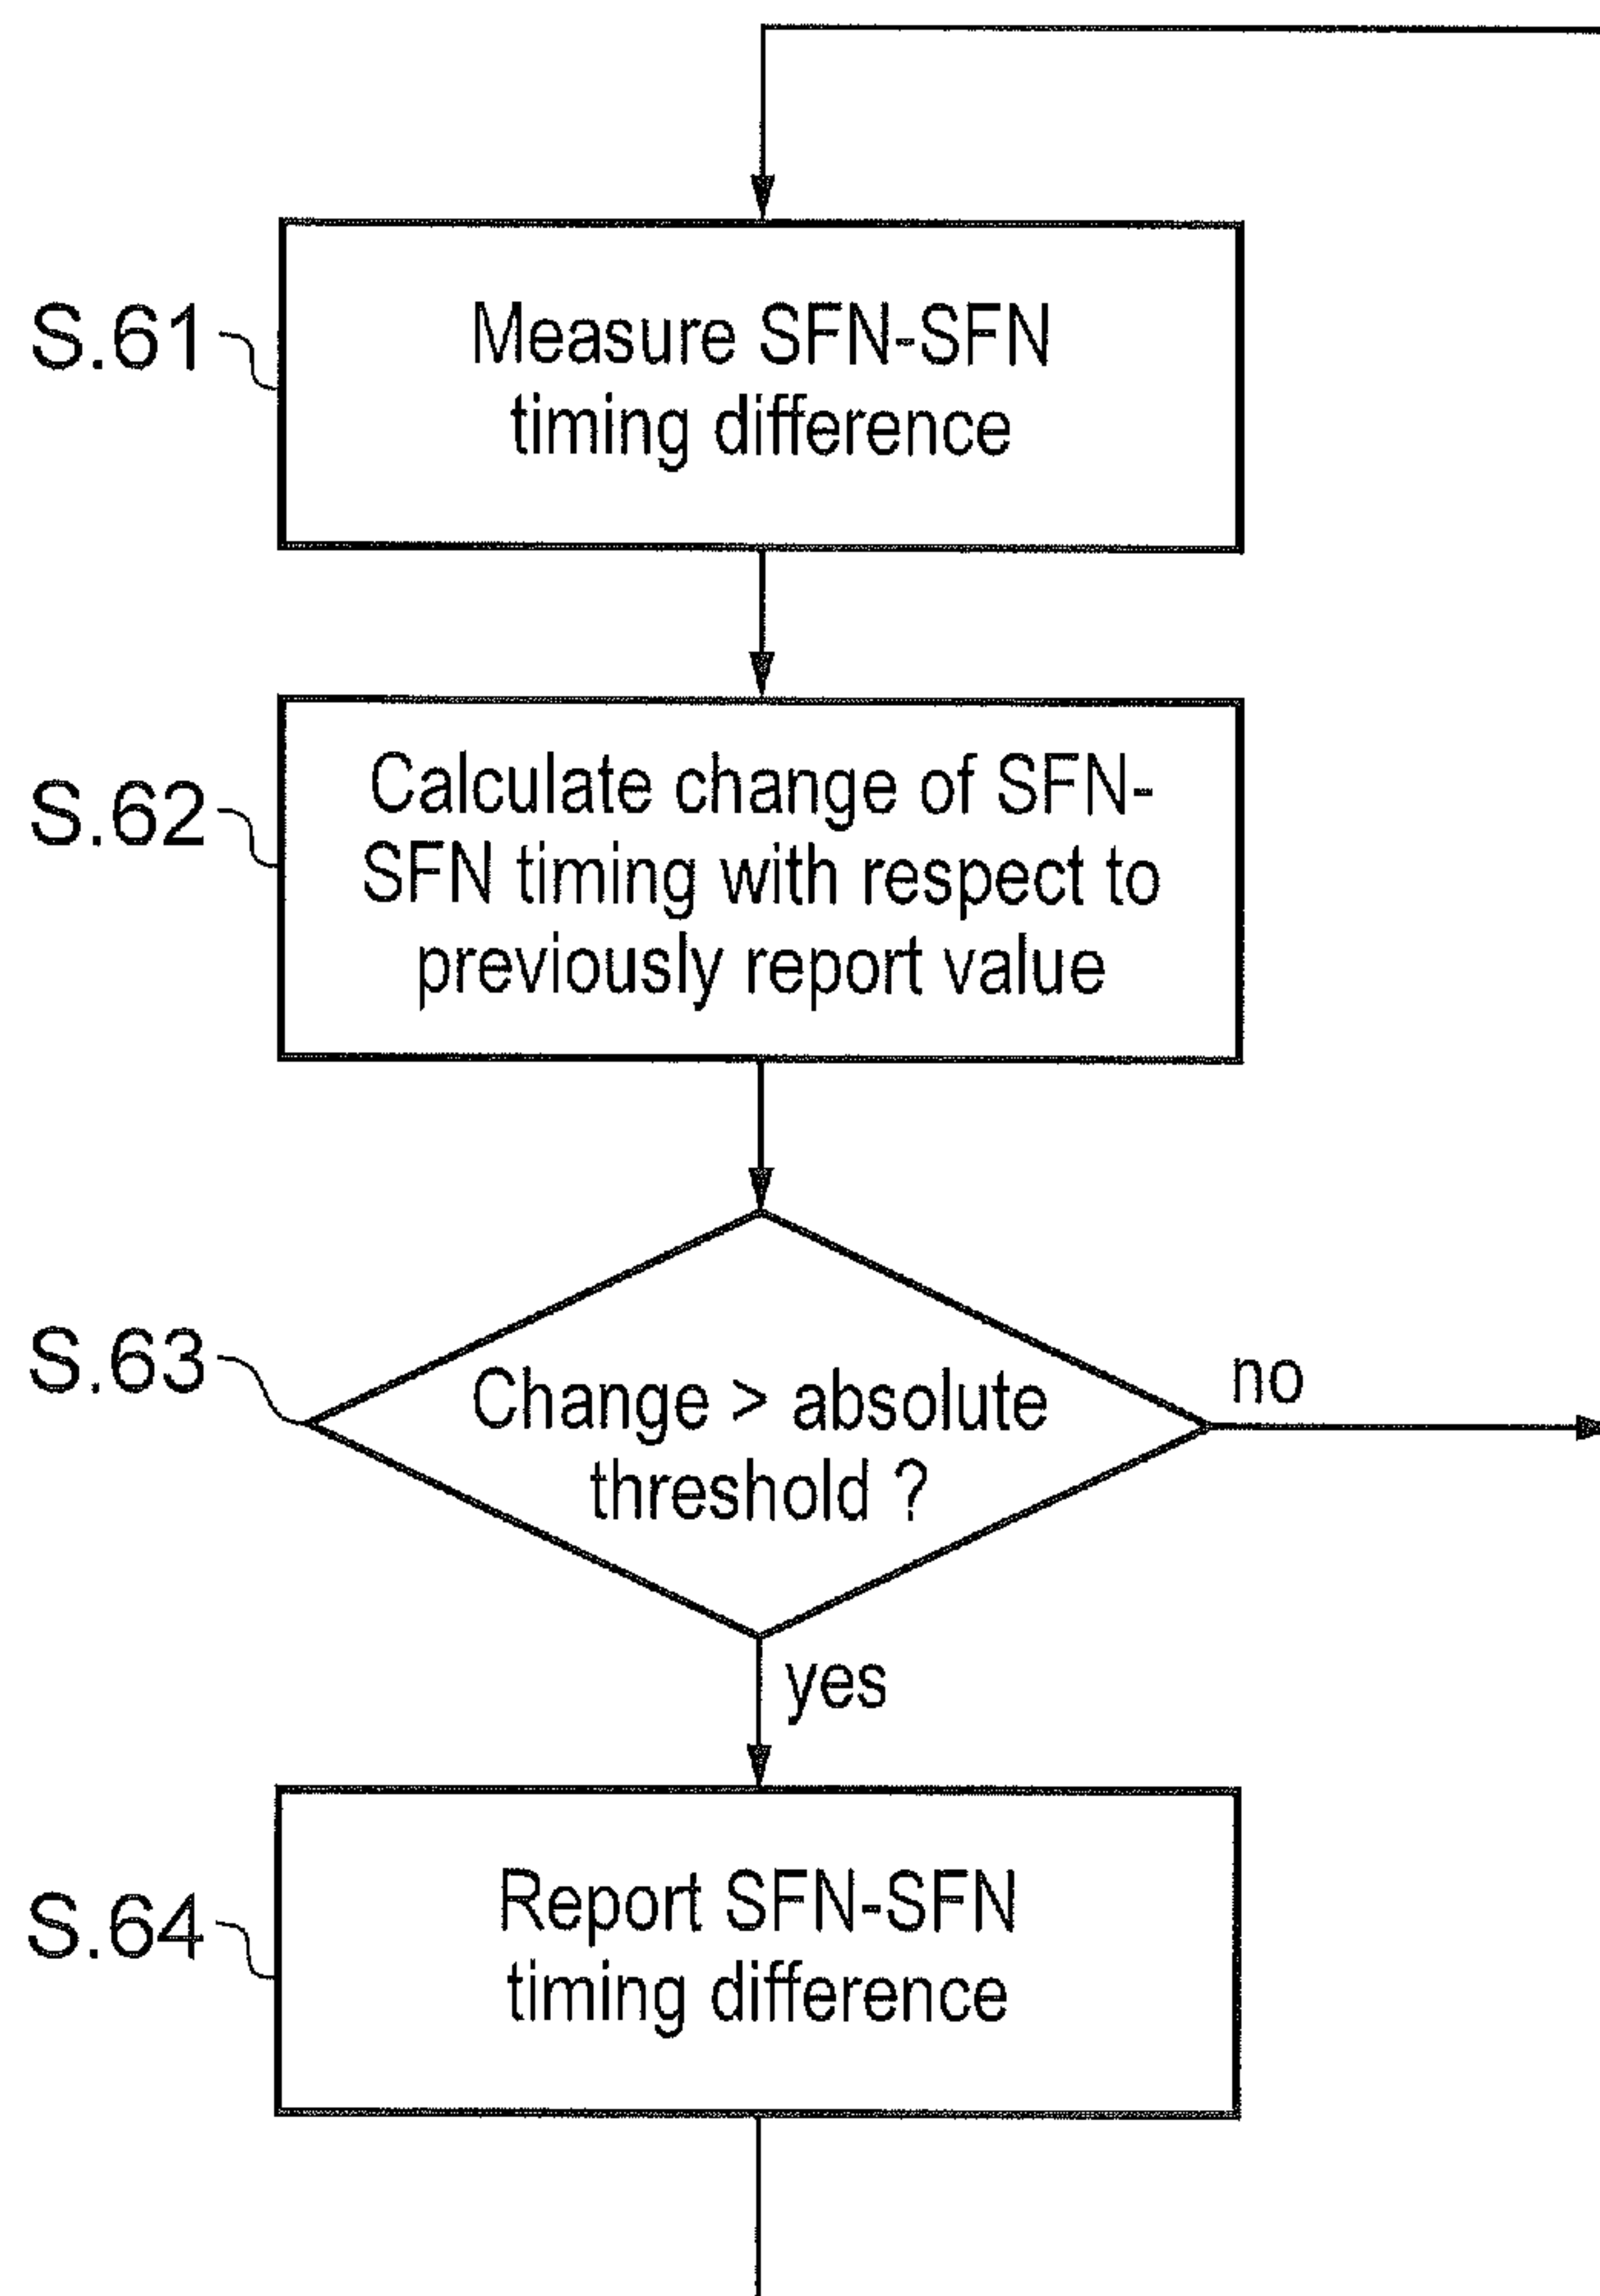 S.61
Measure SFN-SFN
timing difference
S.62
Calculate change of SFN-
SFN timing with respect to
previously report value
S.63
Change > absolute
threshold ?
no
yes
S.64
Report SFN-SFN
timing difference